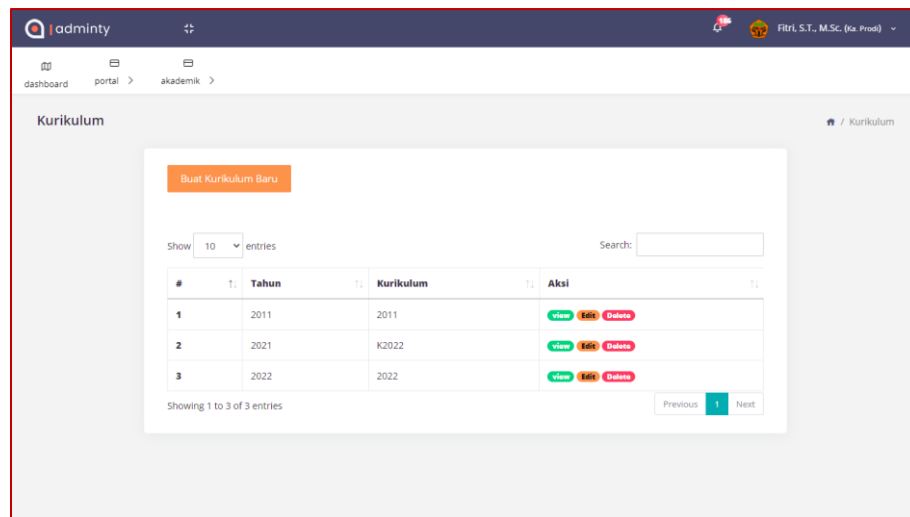 adminty
Fitri, S.T., M.Sc. (Ka. Prodi)
dashboard
portal >
akademik >
Kurikulum
/ Kurikulum
Buat Kurikulum Baru
Show 10 entries
Search:
# Tahun Kurikulum Aksi
1 2011 2011 view Edit Delete
2 2021 K2022 view Edit Delete
3 2022 2022 view Edit Delete
Showing 1 to 3 of 3 entries
Previous 1 Next